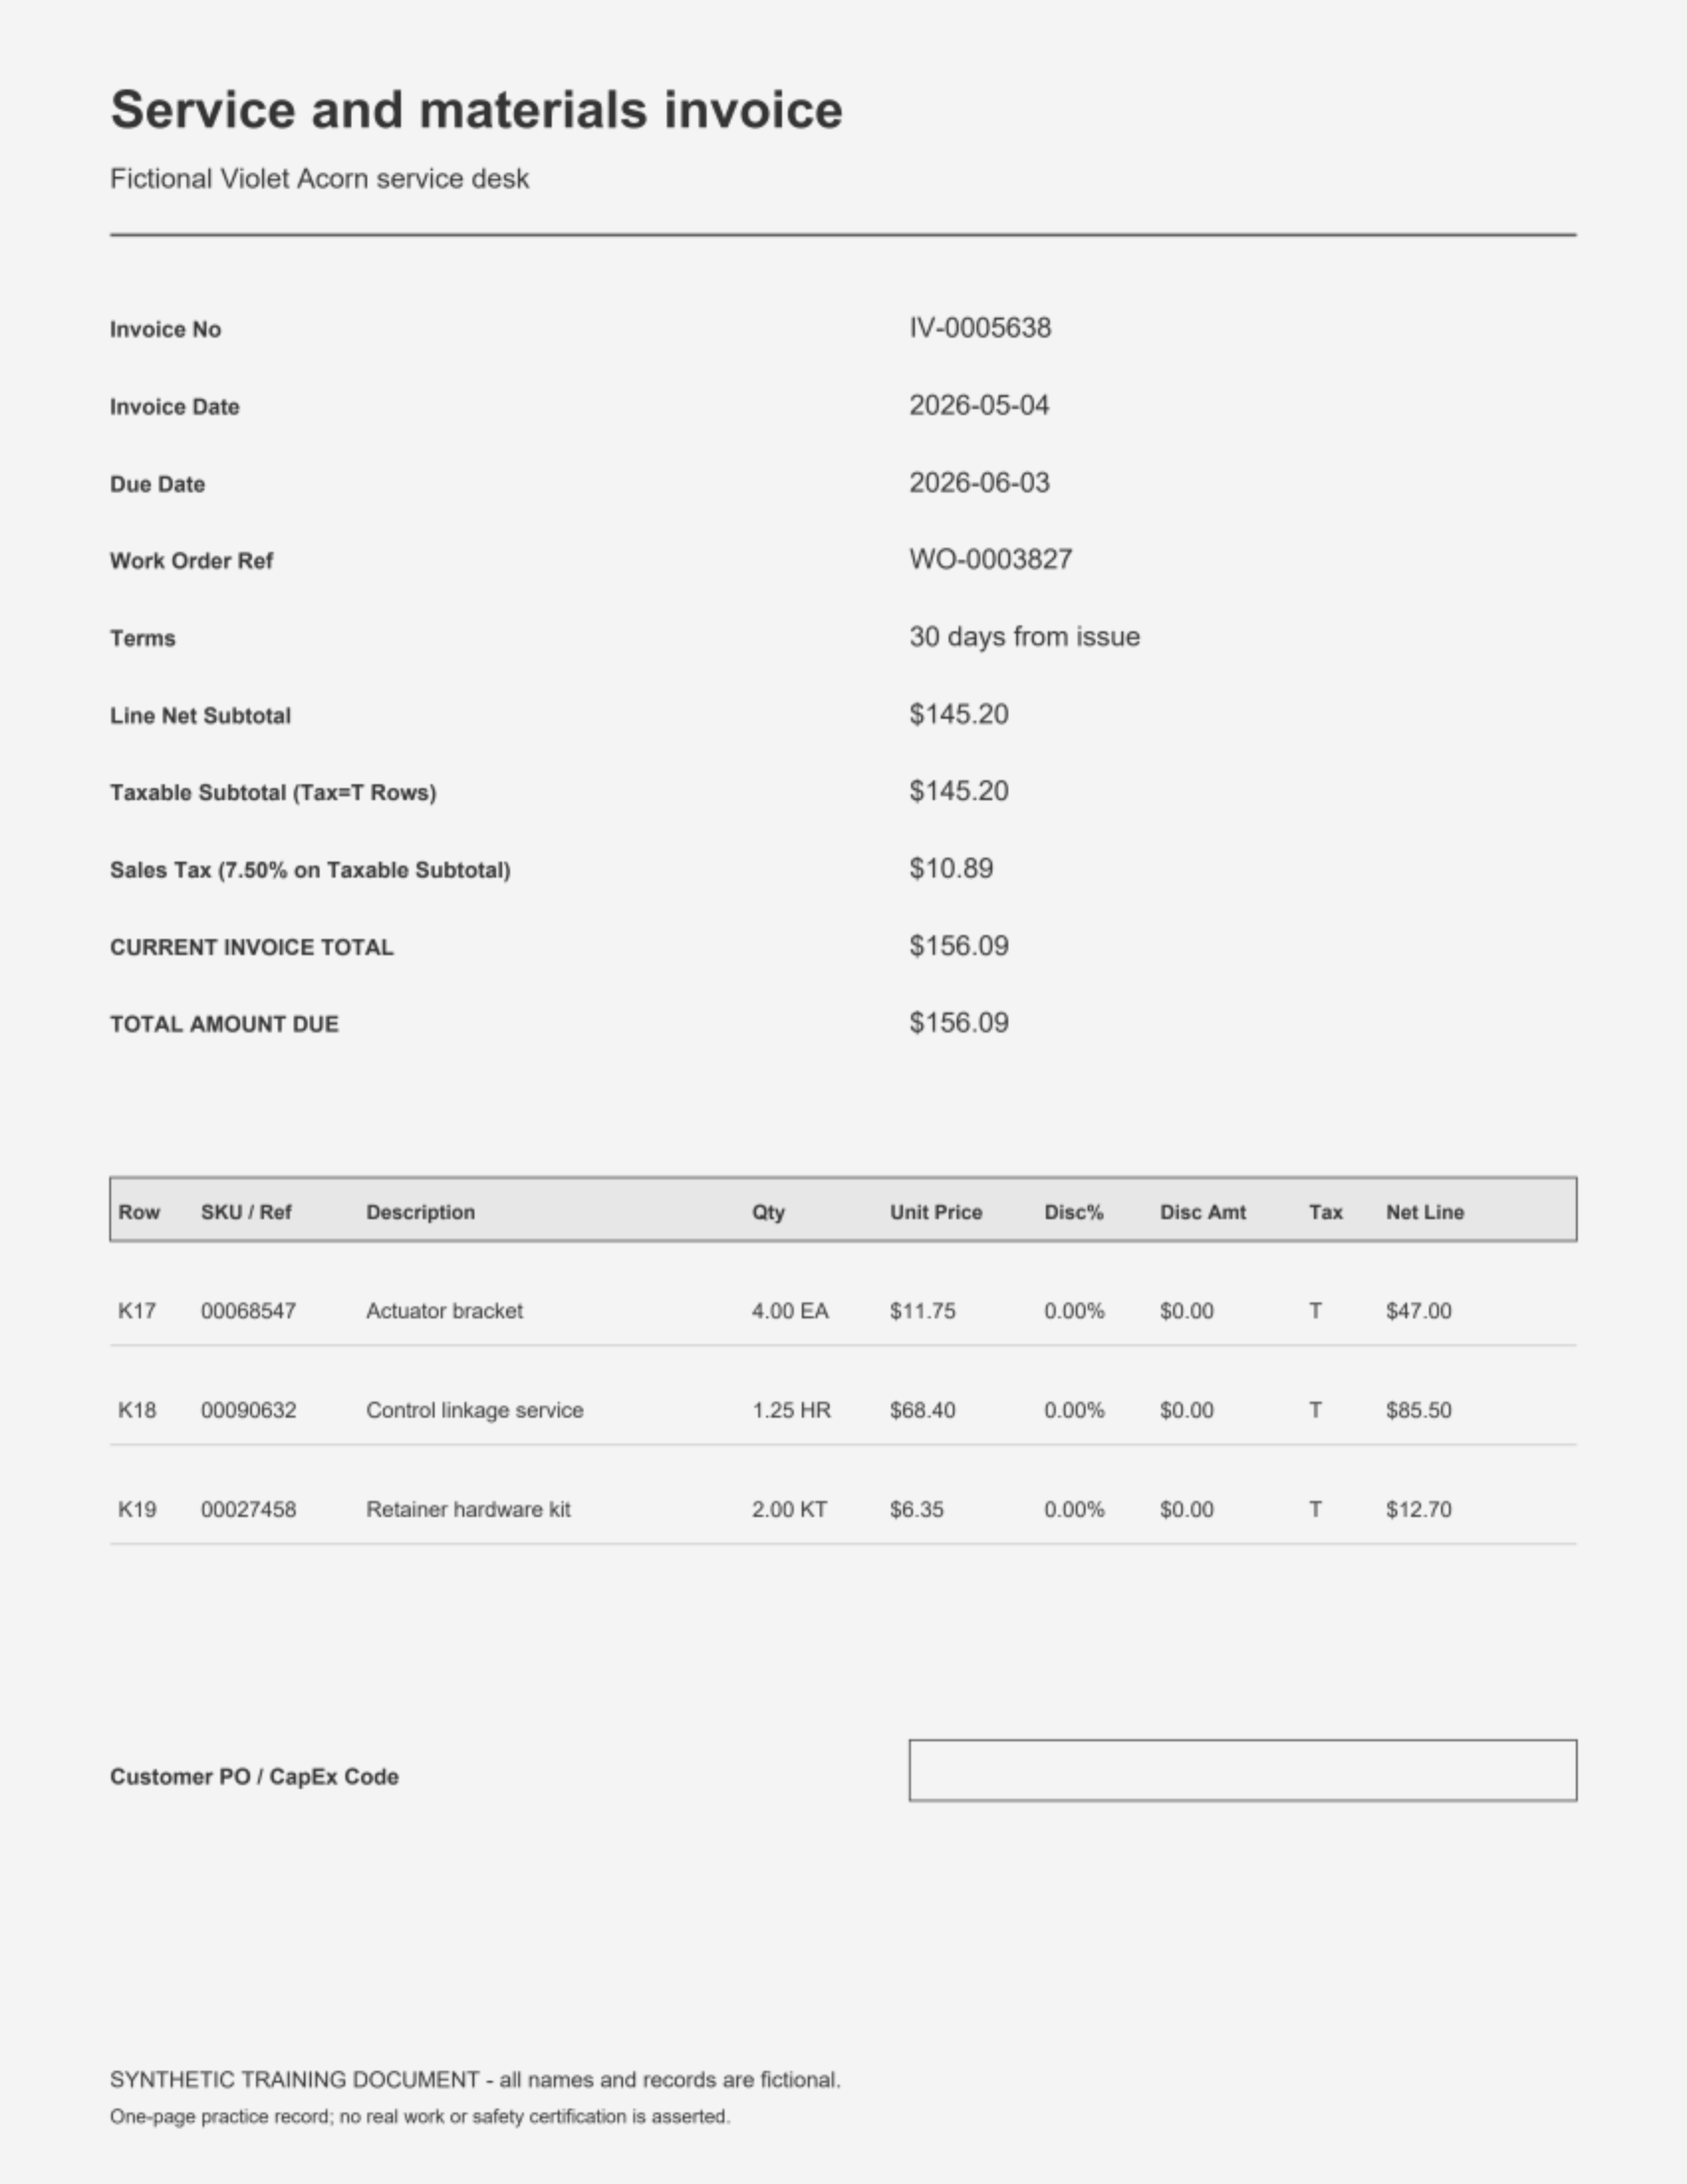 Service and materials invoice
Fictional Violet Acorn service desk
Invoice No IV-0005638
Invoice Date 2026-05-04
Due Date 2026-06-03
Work Order Ref WO-0003827
Terms 30 days from issue
Line Net Subtotal $145.20
Taxable Subtotal (Tax=T Rows) $145.20
Sales Tax (7.50% on Taxable Subtotal) $10.89
CURRENT INVOICE TOTAL $156.09
TOTAL AMOUNT DUE $156.09
Row SKU / Ref Description Qty Unit Price Disc% Disc Amt Tax Net Line
K17 00068547 Actuator bracket 4.00 EA $11.75 0.00% $0.00 T $47.00
K18 00090632 Control linkage service 1.25 HR $68.40 0.00% $0.00 T $85.50
K19 00027458 Retainer hardware kit 2.00 KT $6.35 0.00% $0.00 T $12.70
Customer PO / CapEx Code
SYNTHETIC TRAINING DOCUMENT - all names and records are fictional.
One-page practice record; no real work or safety certification is asserted.